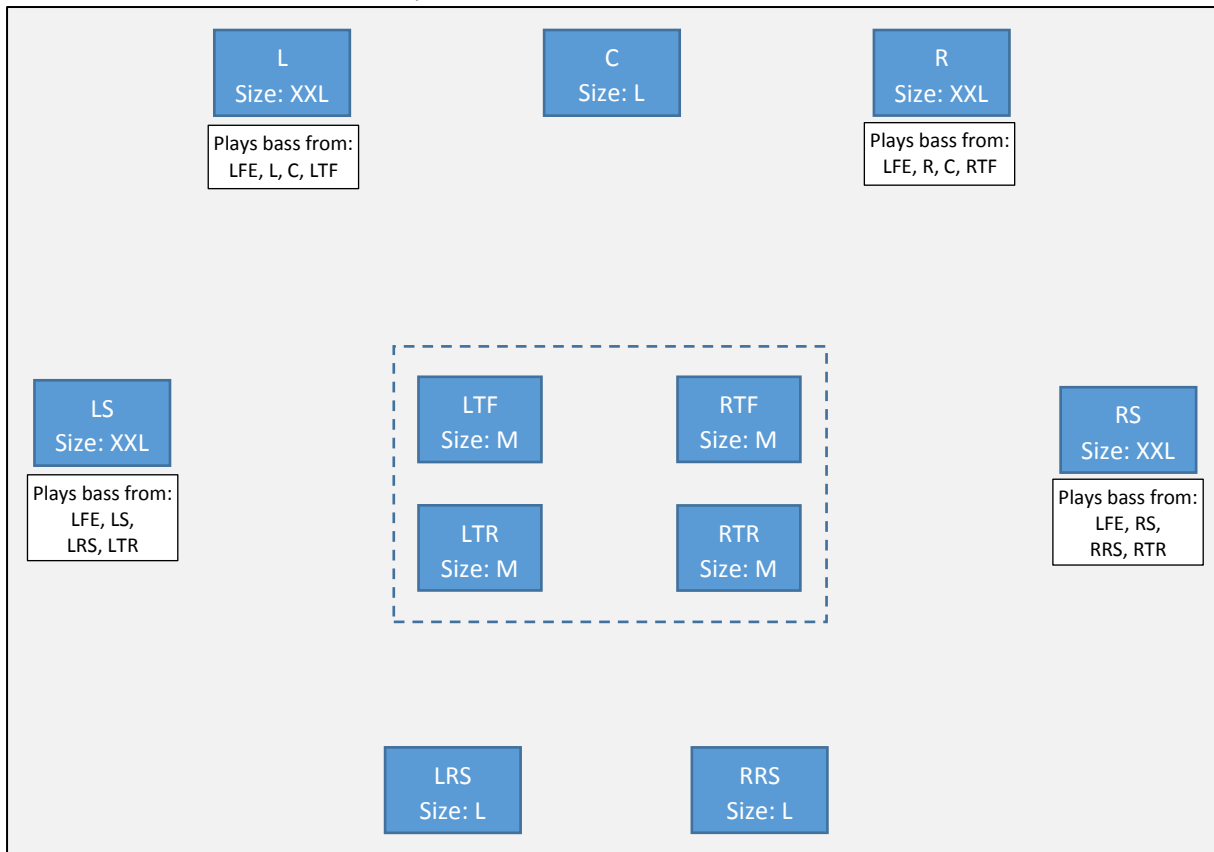 L
Size: XXL
Plays bass from:
LFE, L, C, LTF
C
Size: L
R
Size: XXL
Plays bass from:
LFE, R, C, RTF
LS
Size: XXL
Plays bass from:
LFE, LS,
LRS, LTR
LTF
Size: M
RTF
Size: M
LTR
Size: M
RTR
Size: M
RS
Size: XXL
Plays bass from:
LFE, RS,
RRS, RTR
LRS
Size: L
RRS
Size: L